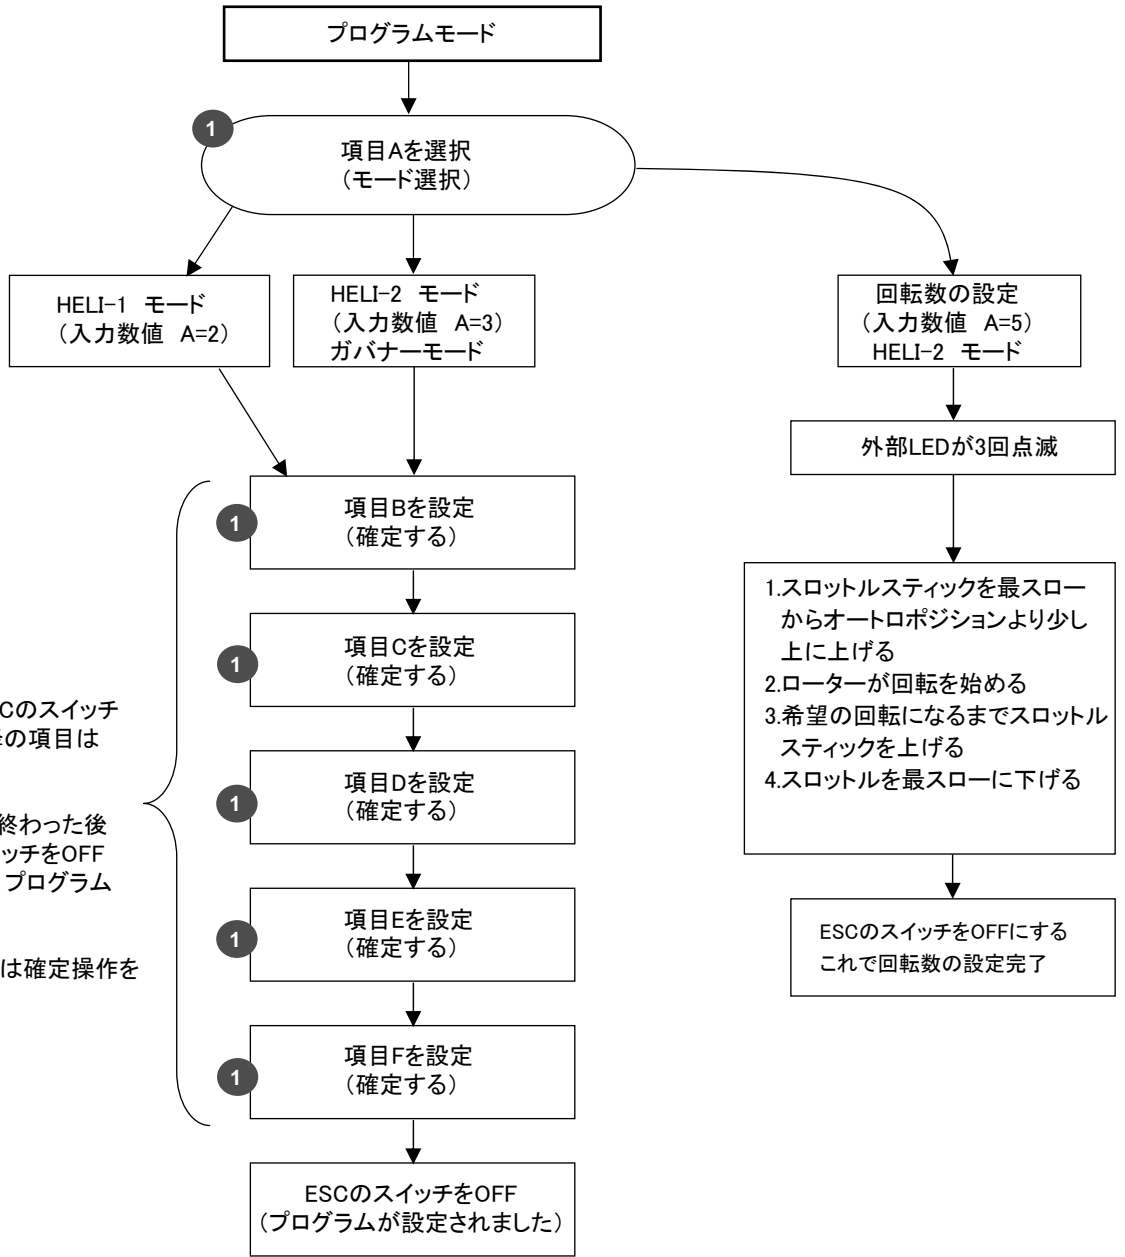 プログラムモード
1
項目Aを選択
（モード選択）
HELI-1 モード
（入力数値 A=2）
HELI-2 モード
（入力数値 A=3）
ガバナーモード
回転数の設定
（入力数値 A=5）
HELI-2 モード
外部LEDが3回点滅
1.スロットルスティックを最スロー
からオートロポジションより少し
上に上げる
2.ローターが回転を始める
3.希望の回転になるまでスロットル
スティックを上げる
4.スロットルを最スローに下げる
ESCのスイッチをOFFにする
これで回転数の設定完了
1
項目Bを設定
（確定する）
1
項目Cを設定
（確定する）
1
項目Dを設定
（確定する）
1
項目Eを設定
（確定する）
1
項目Fを設定
（確定する）
ESCのスイッチをOFF
（プログラムが設定されました）
Cのスイッチ
の項目は
終わった後
ッチをOFF
プログラム
は確定操作を